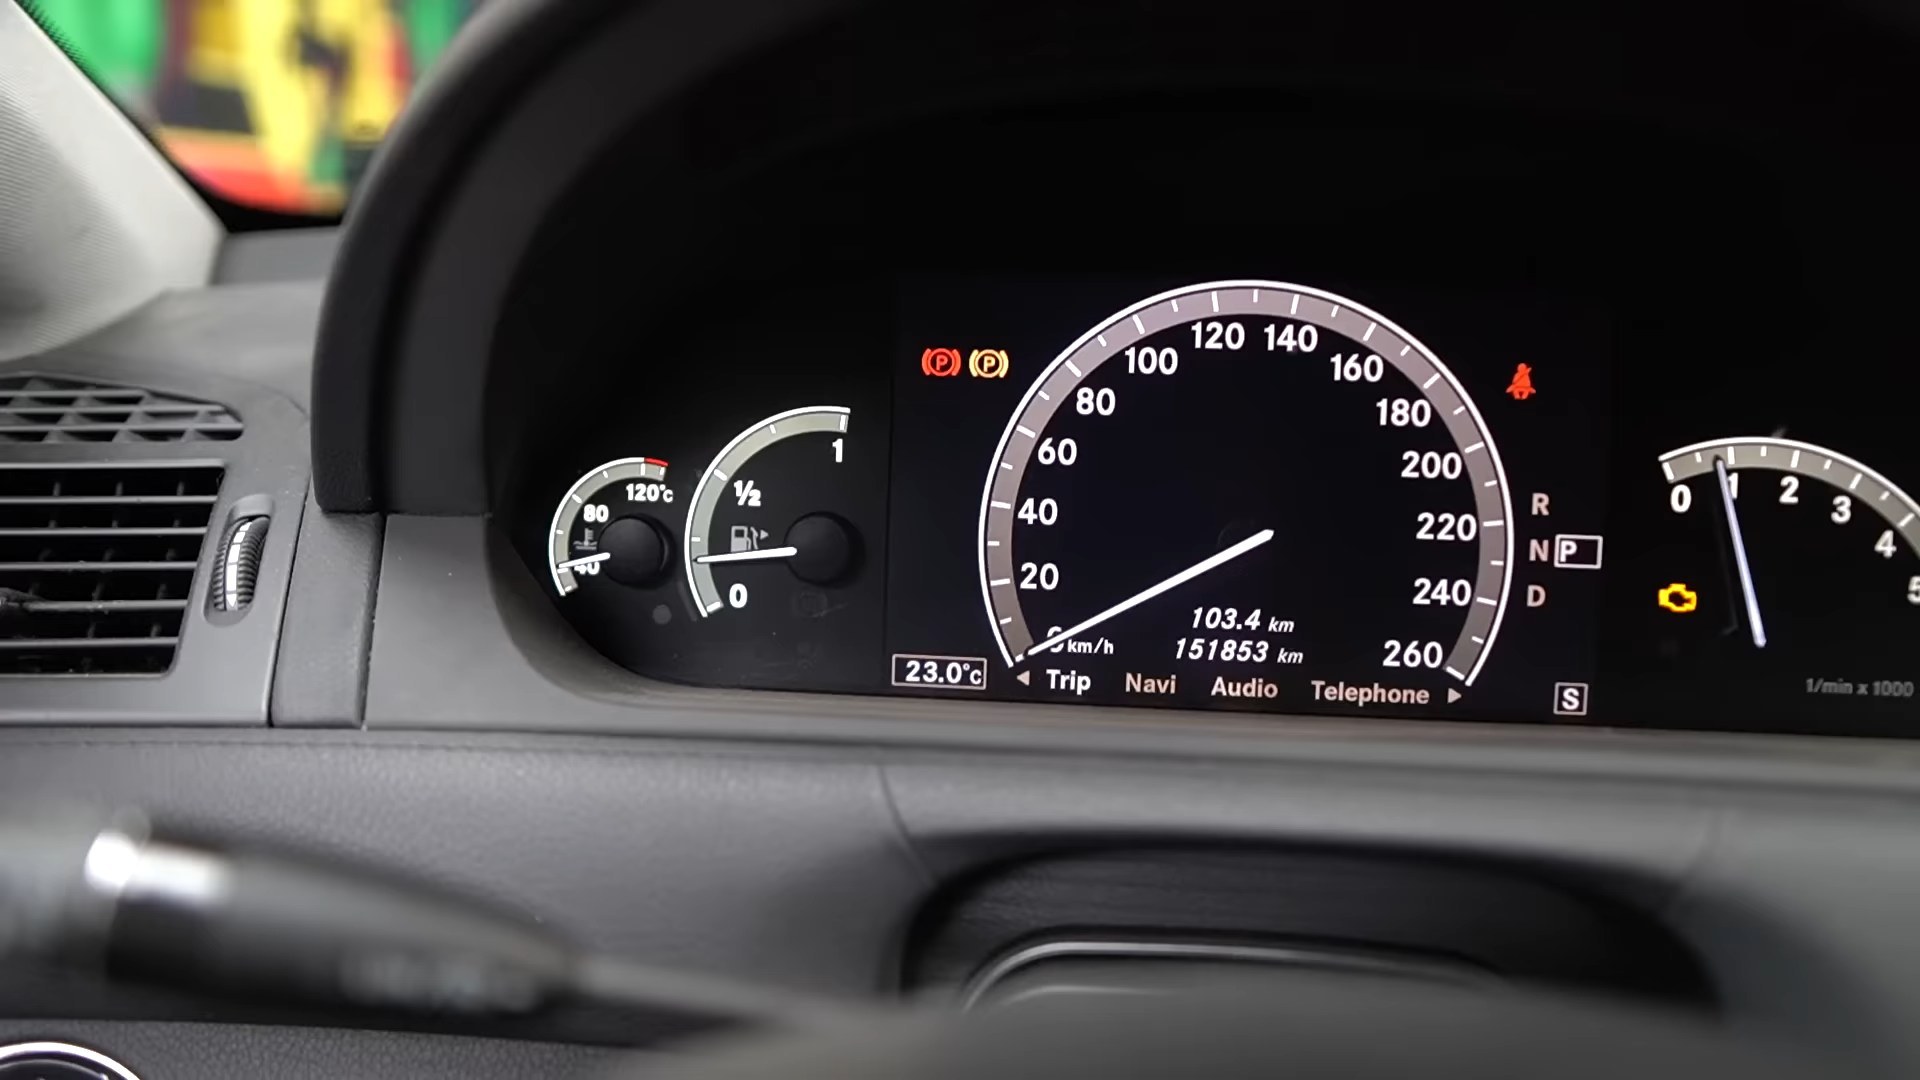 120°C
80
40
1
½
0
P
P
0
20
40
60
80
100
120
140
160
180
200
220
240
260
km/h
103.4 km
151853 km
23.0°C
Trip Navi Audio Telephone
R
N P
D
S
0 1 2 3 4 5
1/min x 1000